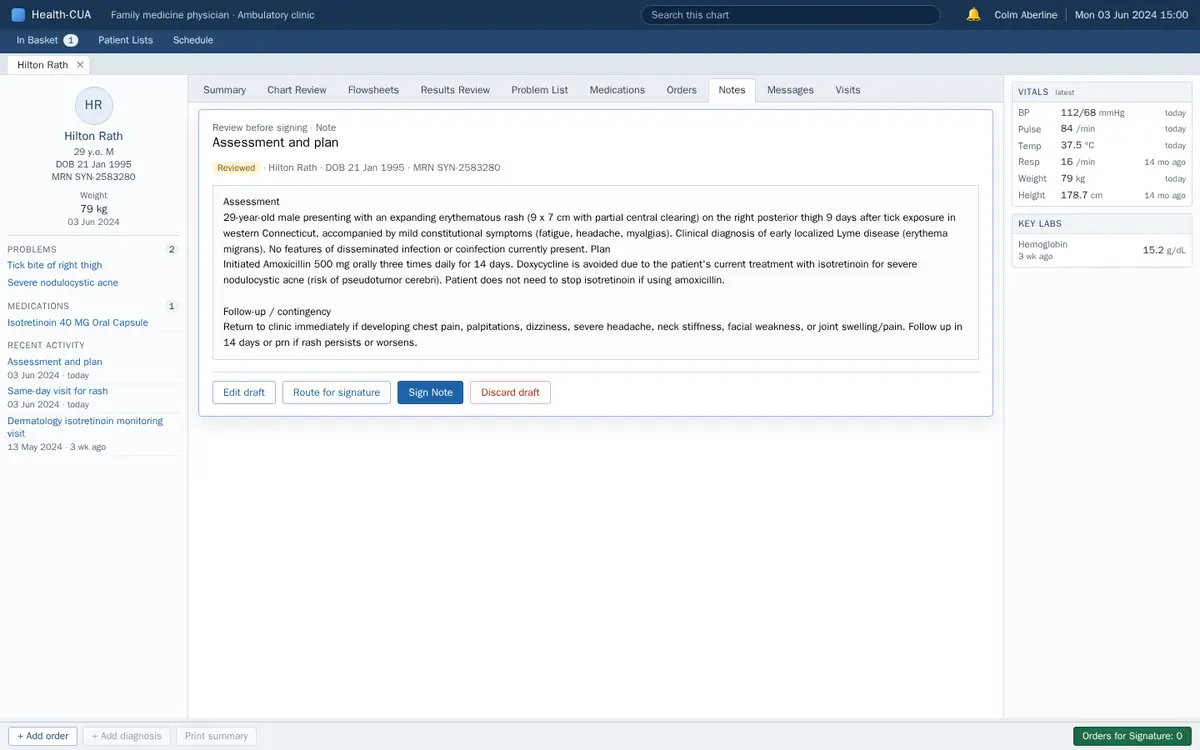 Health-CUA
Family medicine physician · Ambulatory clinic
Search this chart
Colm Aberline
Mon 03 Jun 2024 15:00
In Basket 1
Patient Lists
Schedule
Hilton Rath ✕
HR
Hilton Rath
29 y.o. M
DOB 21 Jan 1995
MRN SYN-2583280
Weight
79 kg
03 Jun 2024
PROBLEMS 2
Tick bite of right thigh
Severe nodulocystic acne
MEDICATIONS 1
Isotretinoin 40 MG Oral Capsule
RECENT ACTIVITY
Assessment and plan
03 Jun 2024 · today
Same-day visit for rash
03 Jun 2024 · today
Dermatology isotretinoin monitoring
visit
13 May 2024 · 3 wk ago
Summary
Chart Review
Flowsheets
Results Review
Problem List
Medications
Orders
Notes
Messages
Visits
Review before signing · Note
Assessment and plan
Reviewed · Hilton Rath · DOB 21 Jan 1995 · MRN SYN-2583280
Assessment
29-year-old male presenting with an expanding erythematous rash (9 x 7 cm with partial central clearing) on the right posterior thigh 9 days after tick exposure in
western Connecticut, accompanied by mild constitutional symptoms (fatigue, headache, myalgias). Clinical diagnosis of early localized Lyme disease (erythema
migrans). No features of disseminated infection or coinfection currently present. Plan
Initiated Amoxicillin 500 mg orally three times daily for 14 days. Doxycycline is avoided due to the patient's current treatment with isotretinoin for severe
nodulocystic acne (risk of pseudotumor cerebri). Patient does not need to stop isotretinoin if using amoxicillin.
Follow-up / contingency
Return to clinic immediately if developing chest pain, palpitations, dizziness, severe headache, neck stiffness, facial weakness, or joint swelling/pain. Follow up in
14 days or prn if rash persists or worsens.
Edit draft
Route for signature
Sign Note
Discard draft
VITALS latest
BP 112/68 mmHg today
Pulse 84 /min today
Temp 37.5 °C today
Resp 16 /min 14 mo ago
Weight 79 kg today
Height 178.7 cm 14 mo ago
KEY LABS
Hemoglobin
3 wk ago
15.2 g/dL
+ Add order
+ Add diagnosis
Print summary
Orders for Signature: 0